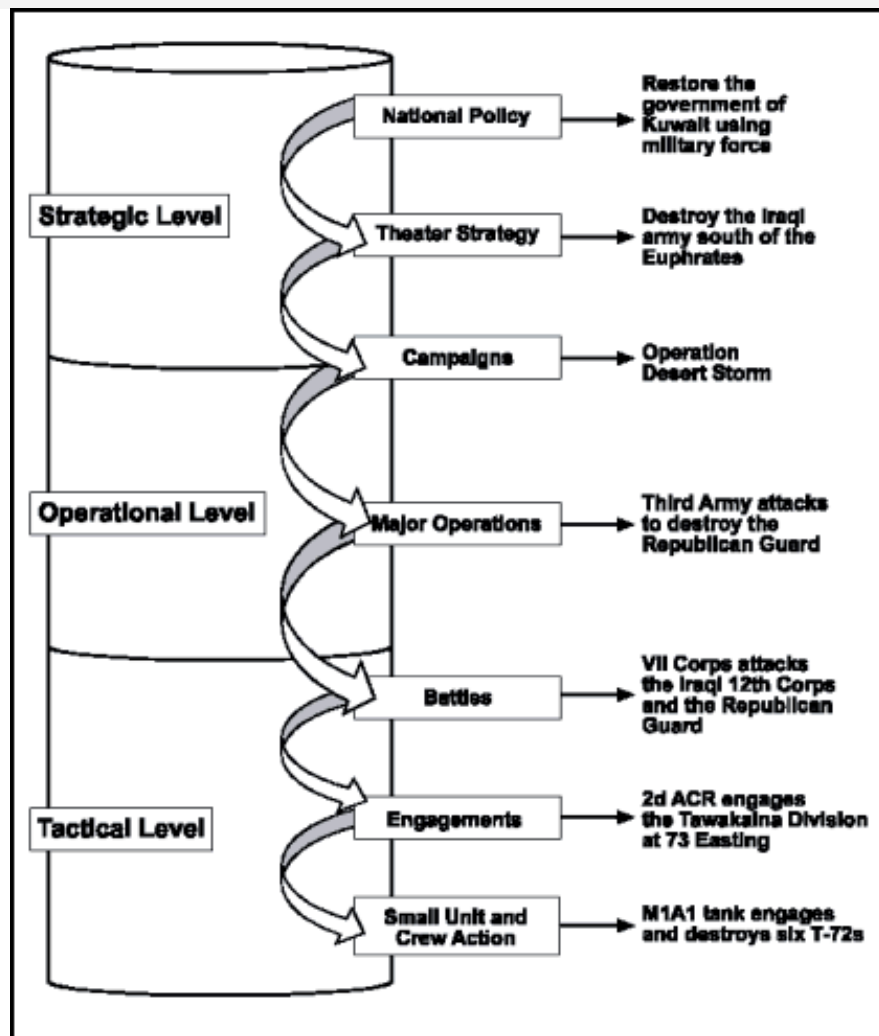 National Policy
Restore the
government of
Kuwait using
military force
Strategic Level
Theater Strategy
Destroy the Iraqi
army south of the
Euphrates
Campaigns
Operation
Desert Storm
Operational Level
Major Operations
Third Army attacks
to destroy the
Republican Guard
Battles
VII Corps attacks
the Iraqi 12th Corps
and the Republican
Guard
Tactical Level
Engagements
2d ACR engages
the Tawakalna Division
at 73 Easting
Small Unit and
Crew Action
M1A1 tank engages
and destroys six T-72s